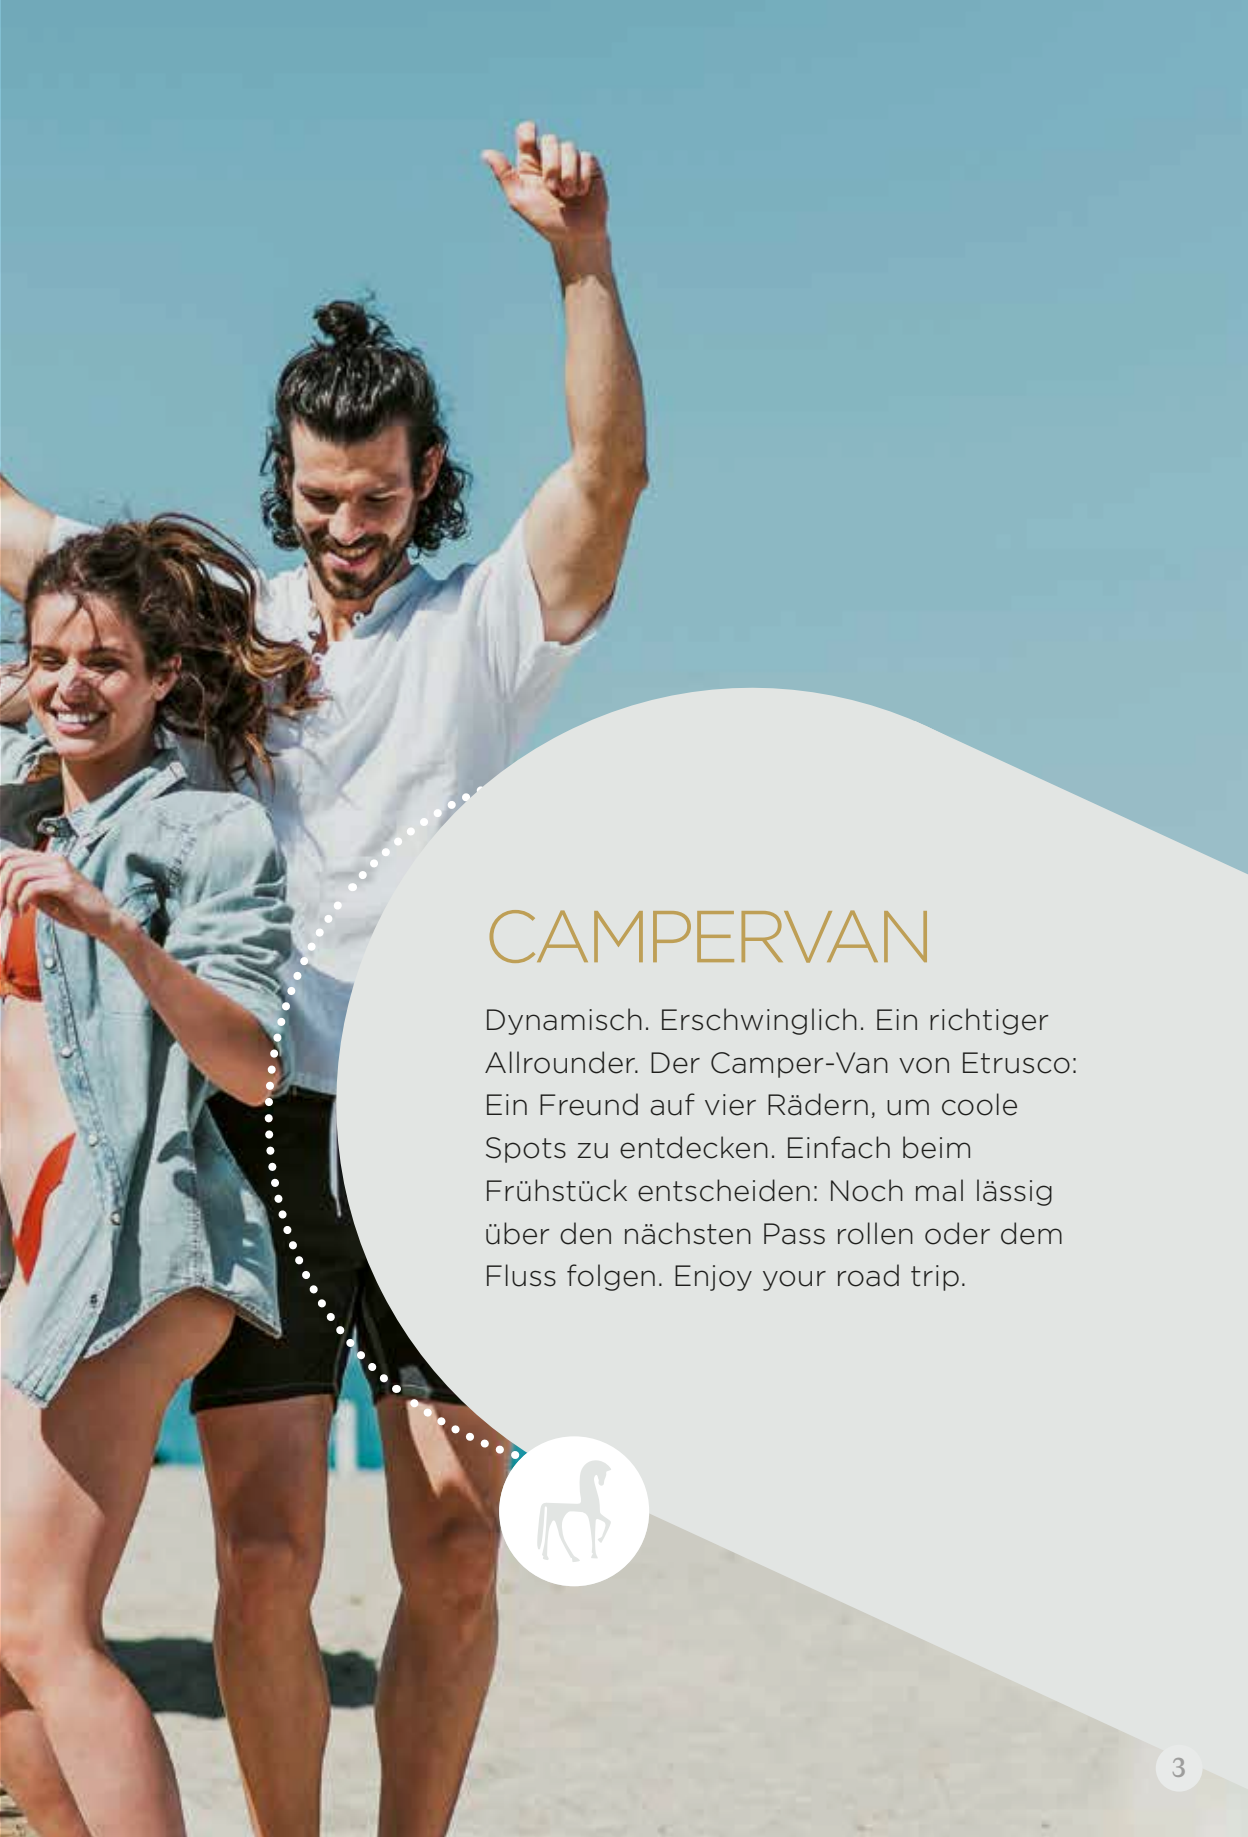 CAMPERVAN
Dynamisch. Erschwinglich. Ein richtiger
Allrounder. Der Camper-Van von Etrusco:
Ein Freund auf vier Rädern, um coole
Spots zu entdecken. Einfach beim
Frühstück entscheiden: Noch mal lässig
über den nächsten Pass rollen oder dem
Fluss folgen. Enjoy your road trip.
3